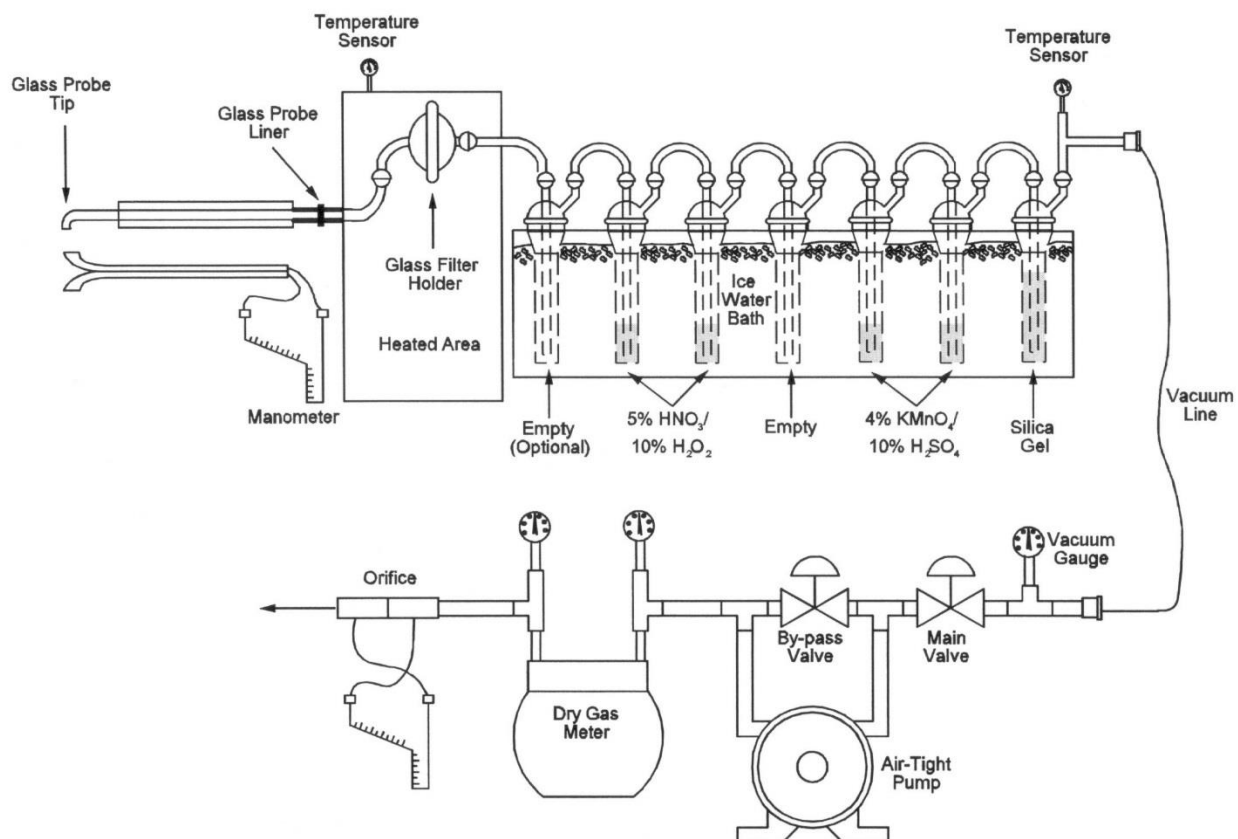 Temperature
Sensor
Temperature
Sensor
Glass Probe
Tip
Glass Probe
Liner
Glass Filter
Holder
Heated Area
Manometer
Ice
Water
Bath
Empty
(Optional)
5% HNO₃/
10% H₂O₂
Empty
4% KMnO₄/
10% H₂SO₄
Silica
Gel
Vacuum
Line
Vacuum
Gauge
Orifice
By-pass
Valve
Main
Valve
Dry Gas
Meter
Air-Tight
Pump